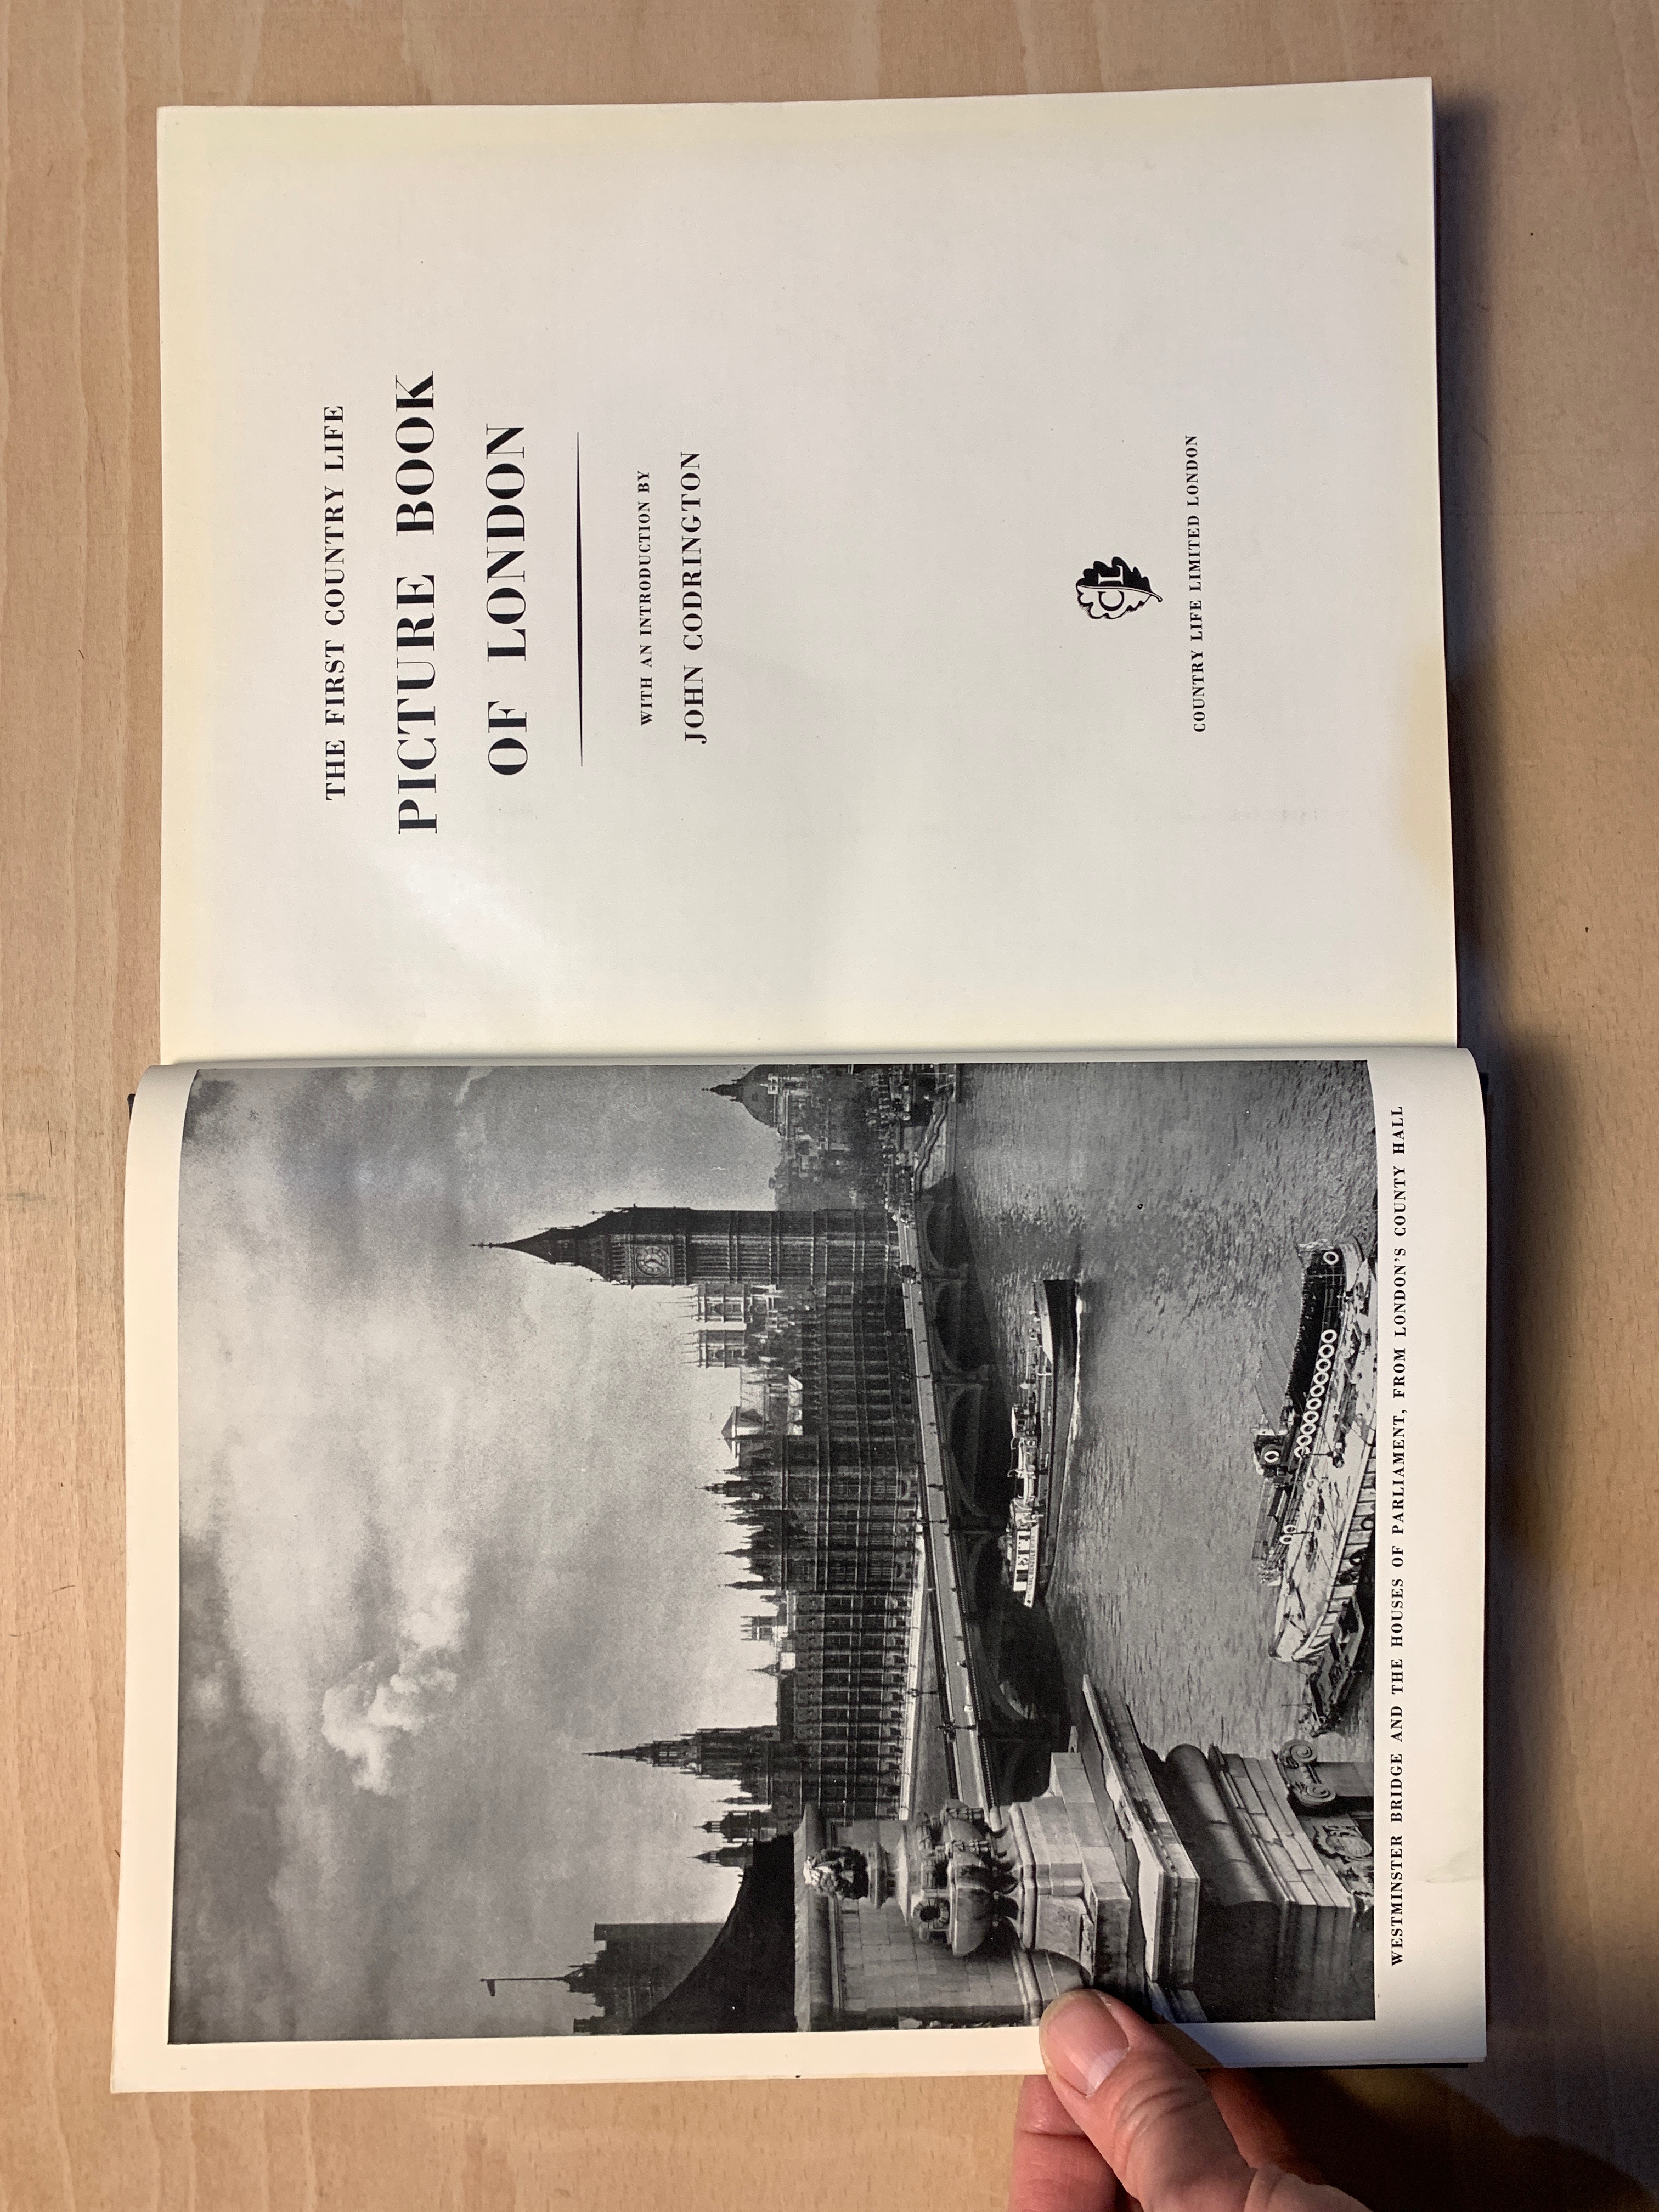 WESTMINSTER BRIDGE AND THE HOUSES OF PARLIAMENT, FROM LONDON'S COUNTY HALL
THE FIRST COUNTRY LIFE
PICTURE BOOK
OF LONDON
WITH AN INTRODUCTION BY
JOHN CODRINGTON
CL
COUNTRY LIFE LIMITED LONDON